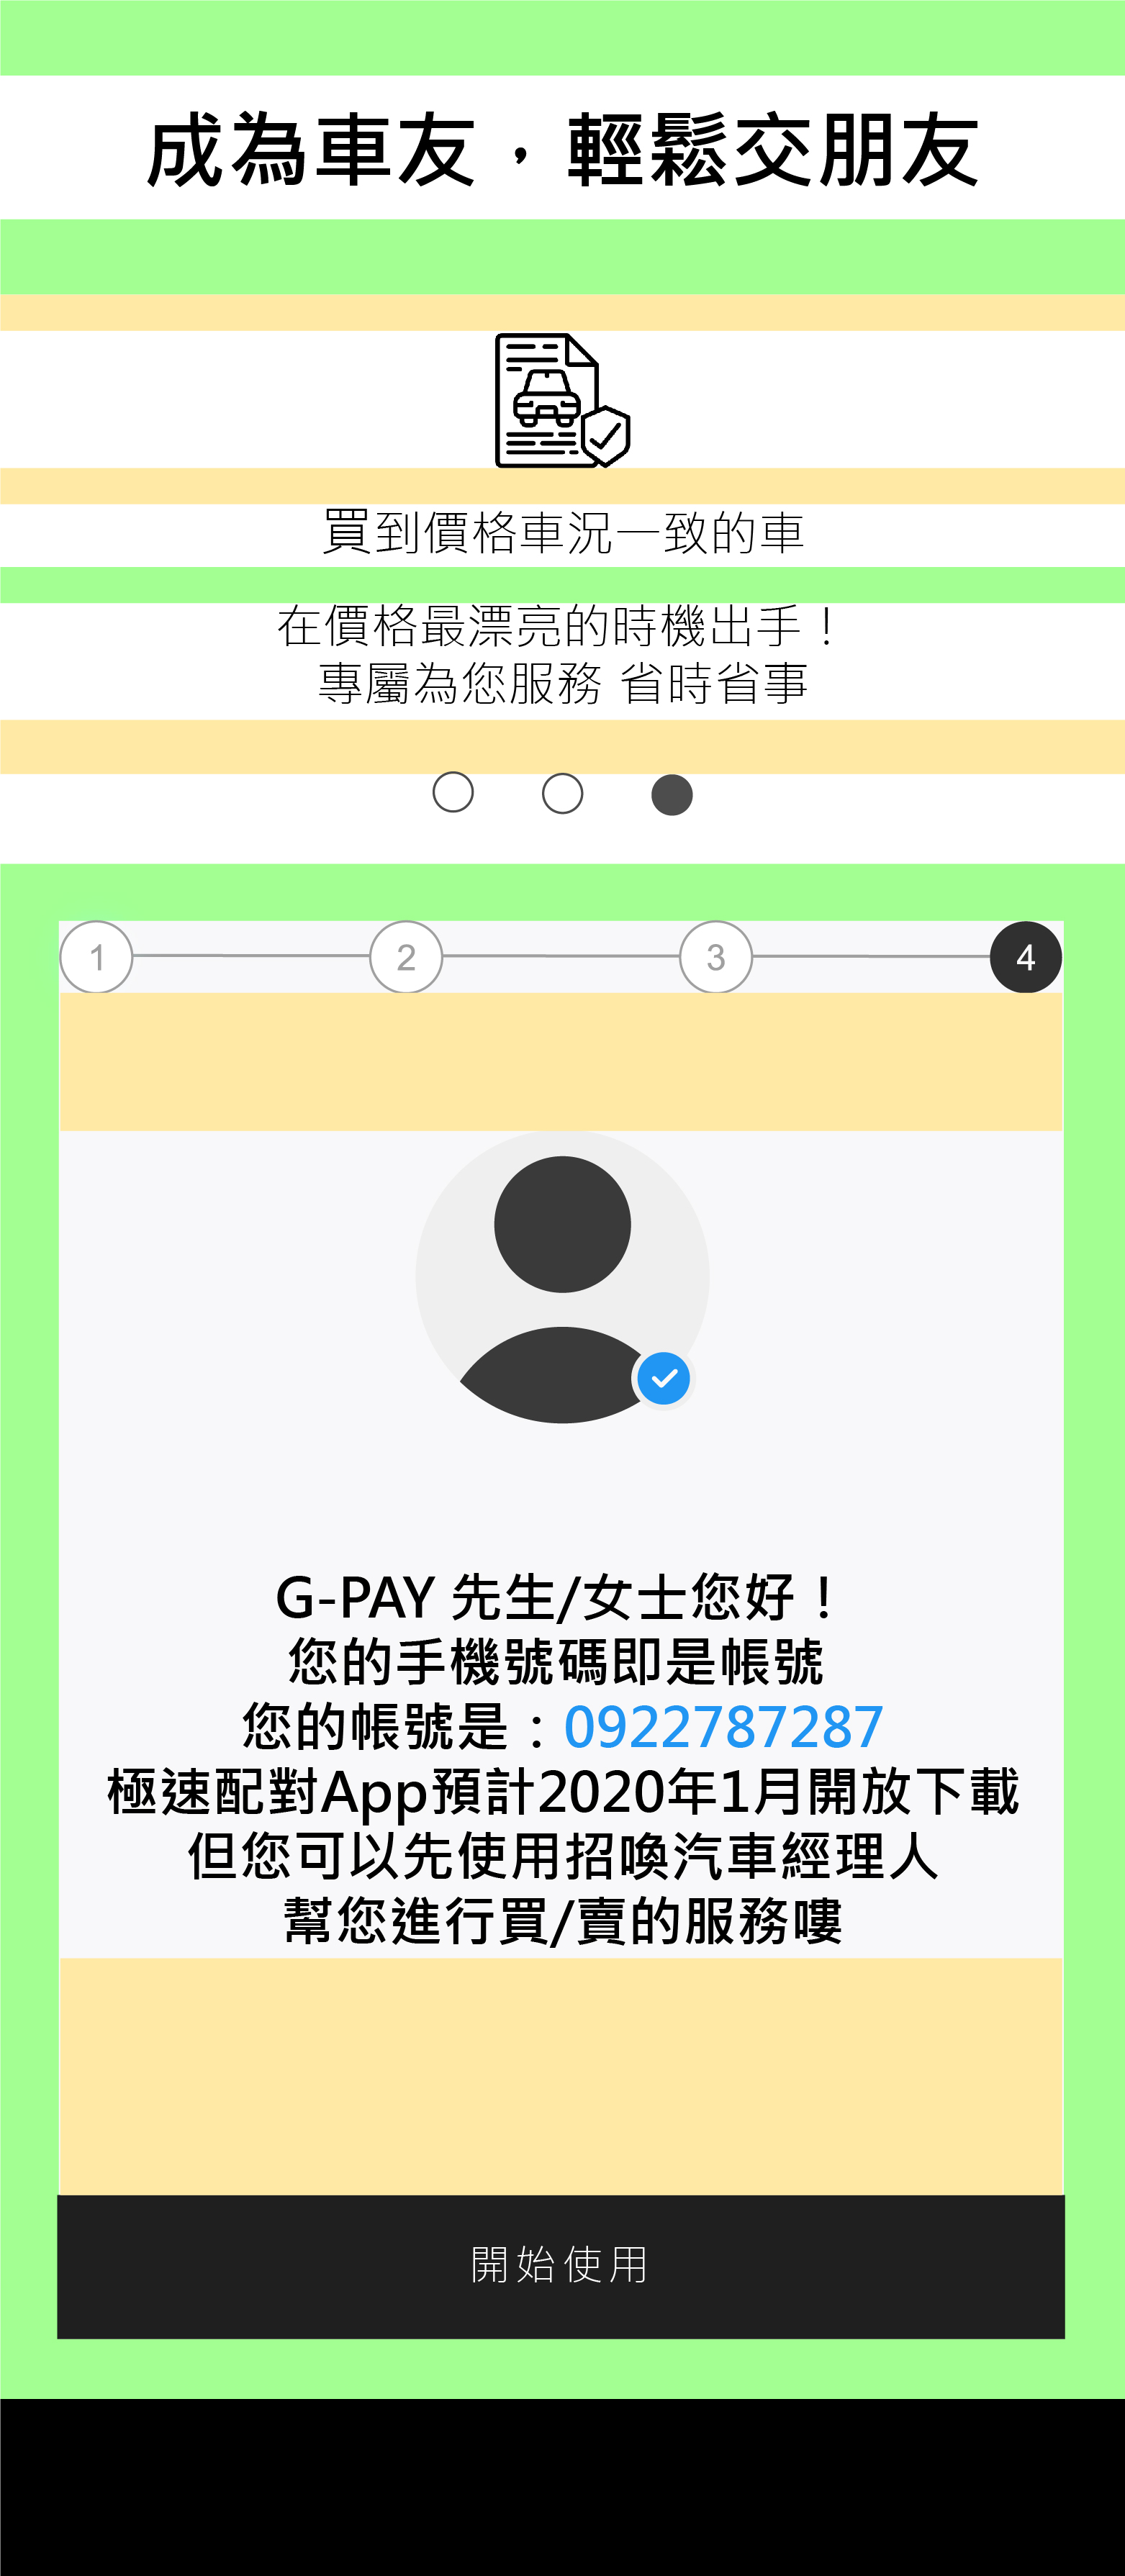 成為車友，輕鬆交朋友
買到價格車況一致的車
在價格最漂亮的時機出手！
專屬為您服務 省時省事
1 2 3 4
G-PAY 先生/女士您好！
您的手機號碼即是帳號
您的帳號是：0922787287
極速配對App預計2020年1月開放下載
但您可以先使用招喚汽車經理人
幫您進行買/賣的服務嘍
開始使用